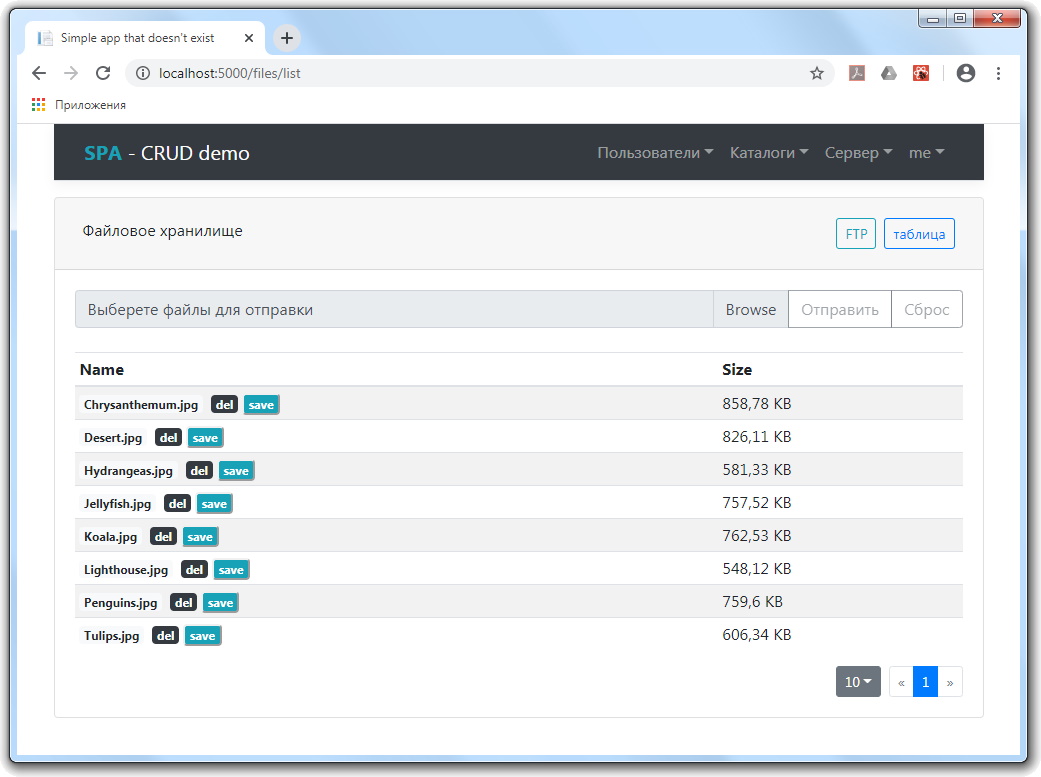 Simple app that doesn't exist
localhost:5000/files/list
Приложения
SPA - CRUD demo Пользователи Каталоги Сервер me
Файловое хранилище FTP таблица
Выберете файлы для отправки Browse Отправить Сброс
Name Size
Chrysanthemum.jpg del save 858,78 KB
Desert.jpg del save 826,11 KB
Hydrangeas.jpg del save 581,33 KB
Jellyfish.jpg del save 757,52 KB
Koala.jpg del save 762,53 KB
Lighthouse.jpg del save 548,12 KB
Penguins.jpg del save 759,6 KB
Tulips.jpg del save 606,34 KB
10 « 1 »